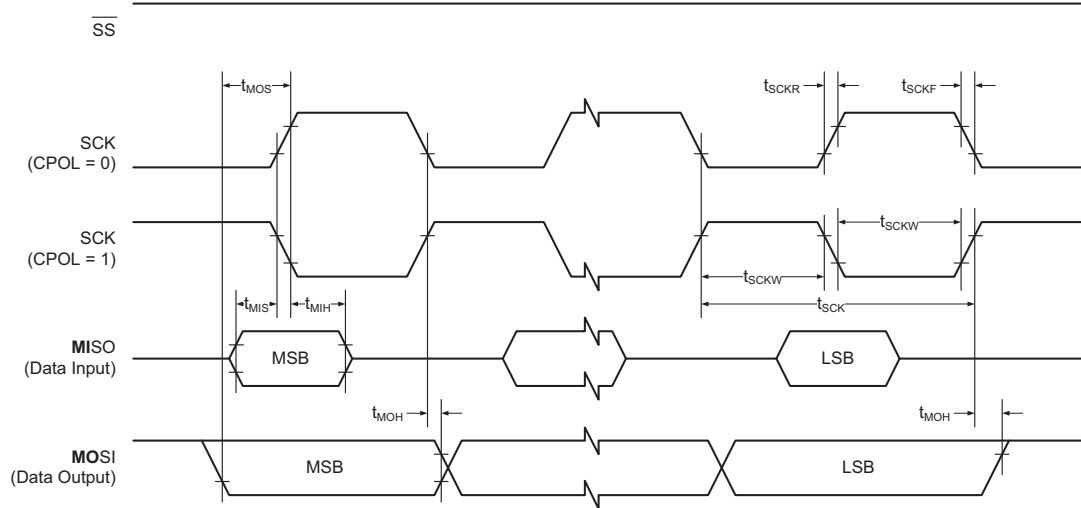 SS
tMOS
tSCKR
tSCKF
SCK
(CPOL = 0)
SCK
(CPOL = 1)
tSCKW
tSCKW
tSCK
tMIS
tMIH
MISO
(Data Input)
MSB
LSB
tMOH
tMOH
MOSI
(Data Output)
MSB
LSB